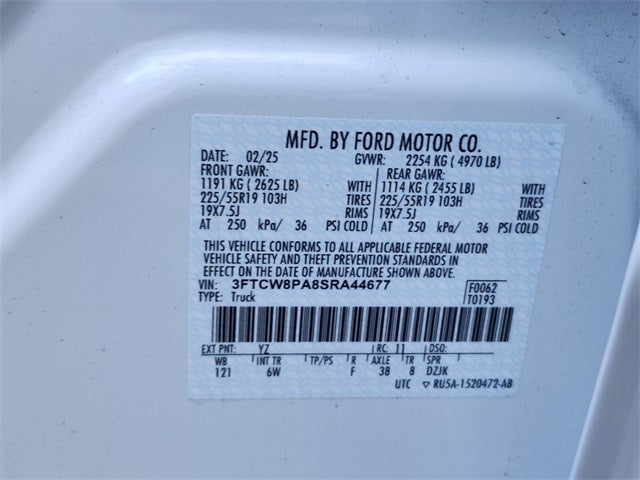 MFD. BY FORD MOTOR CO.
DATE: 02/25 GVWR: 2254 KG ( 4970 LB)
FRONT GAWR: REAR GAWR:
1191 KG ( 2625 LB) WITH 1114 KG ( 2455 LB) WITH
225/55R19 103H TIRES 225/55R19 103H TIRES
19X7.5J RIMS 19X7.5J RIMS
AT 250 kPa/ 36 PSI COLD AT 250 kPa/ 36 PSI COLD
THIS VEHICLE CONFORMS TO ALL APPLICABLE FEDERAL MOTOR
VEHICLE SAFETY AND THEFT PREVENTION STANDARDS IN
EFFECT ON THE DATE OF MANUFACTURE SHOWN ABOVE.
VIN: 3FTCW8PA8SRA44677 F0062
TYPE: Truck T0193
EXT PNT: YZ RC: 11 DSO:
WB INT TR TP/PS R AXLE TR SPR
121 6W F 38 8 DZJK
UTC ▽ RU5A-1520472-AB